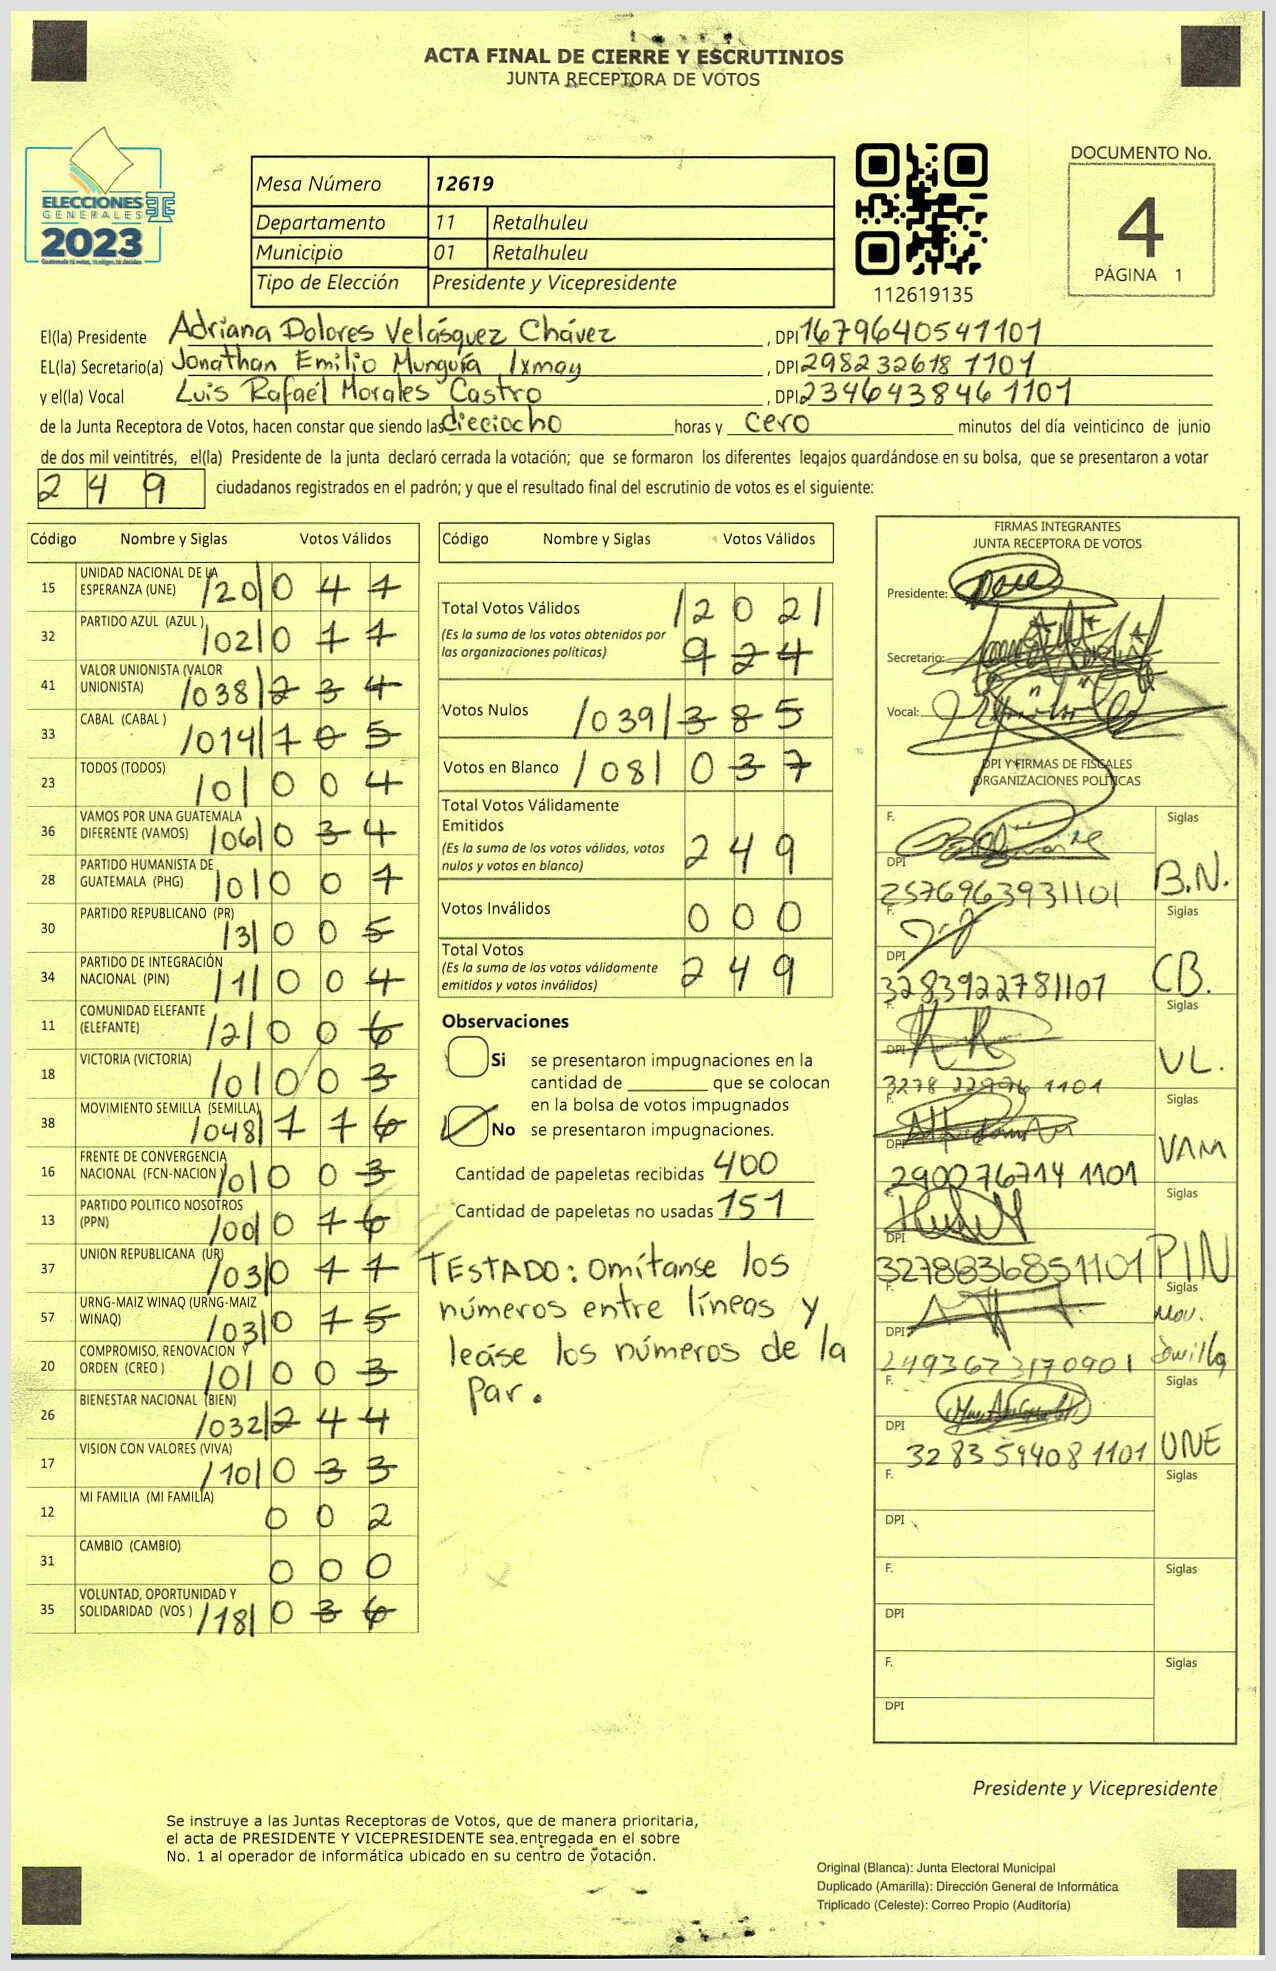 ACTA FINAL DE CIERRE Y ESCRUTINIOS
JUNTA RECEPTORA DE VOTOS
ELECCIONES
GENERALES
2023
Mesa Número 12619
Departamento 11 Retalhuleu
Municipio 01 Retalhuleu
Tipo de Elección Presidente y Vicepresidente
112619135
DOCUMENTO No.
4
PÁGINA 1
El(la) Presidente Adriana Dolores Velásquez Chávez, DPI 1679640541101
EL(la) Secretario(a) Jonathan Emilio Munguía Ixmay, DPI 298232618 1101
y el(la) Vocal Luis Rafael Morales Castro, DPI 234643846 1101
de la Junta Receptora de Votos, hacen constar que siendo las dieciocho horas y cero minutos del día veinticinco de junio
de dos mil veintitrés, el(la) Presidente de la junta declaró cerrada la votación; que se formaron los diferentes legajos guardándose en su bolsa, que se presentaron a votar
249 ciudadanos registrados en el padrón; y que el resultado final del escrutinio de votos es el siguiente:
Código Nombre y Siglas Votos Válidos
15 UNIDAD NACIONAL DE LA ESPERANZA (UNE) /20/ 0 4 1
32 PARTIDO AZUL (AZUL) /02/ 0 1 1
41 VALOR UNIONISTA (VALOR UNIONISTA) /038/ 2 3 4
33 CABAL (CABAL) /014/ 1 0 5
23 TODOS (TODOS) /0/ 0 0 4
36 VAMOS POR UNA GUATEMALA DIFERENTE (VAMOS) /06/ 0 3 4
28 PARTIDO HUMANISTA DE GUATEMALA (PHG) /0/ 0 0 1
30 PARTIDO REPUBLICANO (PR) /3/ 0 0 5
34 PARTIDO DE INTEGRACIÓN NACIONAL (PIN) /1/ 0 0 4
11 COMUNIDAD ELEFANTE (ELEFANTE) /2/ 0 0 6
18 VICTORIA (VICTORIA) /0/ 0 0 3
38 MOVIMIENTO SEMILLA (SEMILLA) /048/ 1 1 6
16 FRENTE DE CONVERGENCIA NACIONAL (FCN-NACION) /0/ 0 0 3
13 PARTIDO POLITICO NOSOTROS (PPN) /00/ 0 1 6
37 UNION REPUBLICANA (UR) /03/ 0 1 1
57 URNG-MAIZ WINAQ (URNG-MAIZ WINAQ) /03/ 0 1 5
20 COMPROMISO, RENOVACION Y ORDEN (CREO) /0/ 0 0 3
26 BIENESTAR NACIONAL (BIEN) /032/ 2 4 4
17 VISION CON VALORES (VIVA) /10/ 0 3 3
12 MI FAMILIA (MI FAMILIA) 0 0 2
31 CAMBIO (CAMBIO) 0 0 0
35 VOLUNTAD, OPORTUNIDAD Y SOLIDARIDAD (VOS) /18/ 0 3 6
Código Nombre y Siglas Votos Válidos
Total Votos Válidos /202/
(Es la suma de los votos obtenidos por las organizaciones políticas) 9 2 4
Votos Nulos /039/ 3 8 5
Votos en Blanco /08/ 0 3 7
Total Votos Válidamente Emitidos
(Es la suma de los votos válidos, votos nulos y votos en blanco) 2 4 9
Votos Inválidos 0 0 0
Total Votos
(Es la suma de los votos válidamente emitidos y votos inválidos) 2 4 9
Observaciones
Si se presentaron impugnaciones en la
cantidad de ________ que se colocan
en la bolsa de votos impugnados
No se presentaron impugnaciones.
Cantidad de papeletas recibidas 400
Cantidad de papeletas no usadas 151
TESTADO: omítanse los
números entre líneas y
leáse los números de la
par.
FIRMAS INTEGRANTES
JUNTA RECEPTORA DE VOTOS
Presidente:
Secretario:
Vocal:
DPI Y FIRMAS DE FISCALES
ORGANIZACIONES POLÍTICAS
F. Siglas
DPI 2576963931101 B.N.
F. Siglas
DPI 3283922781101 CB.
F. Siglas
DPI 3278 22994 1101 VL.
F. Siglas
DPI 290076714 1101 VAM
F. Siglas
DPI 3278836851101 PIN
F. Siglas
DPI 2493673170901 Mov. Semilla
F. Siglas
DPI 3283594081101 UNE
F. Siglas
DPI
F. Siglas
DPI
F. Siglas
DPI
Presidente y Vicepresidente
Se instruye a las Juntas Receptoras de Votos, que de manera prioritaria,
el acta de PRESIDENTE Y VICEPRESIDENTE sea entregada en el sobre
No. 1 al operador de informática ubicado en su centro de votación.
Original (Blanca): Junta Electoral Municipal
Duplicado (Amarilla): Dirección General de Informática
Triplicado (Celeste): Correo Propio (Auditoría)